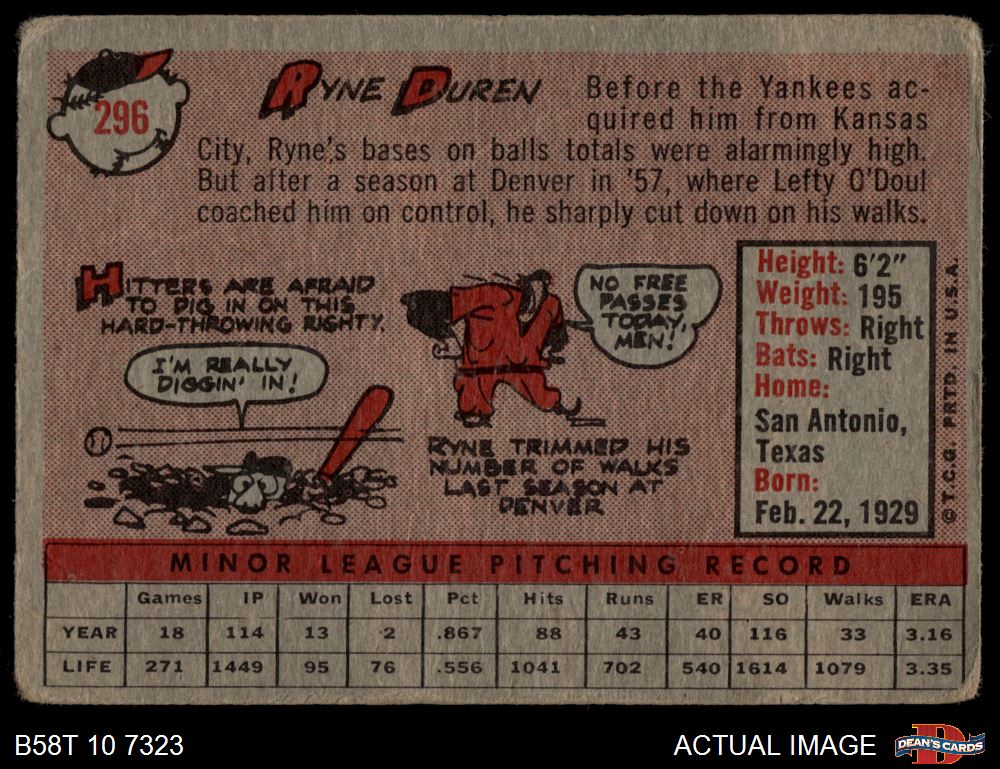 296
RYNE DUREN
Before the Yankees ac-
quired him from Kansas
City, Ryne's bases on balls totals were alarmingly high.
But after a season at Denver in '57, where Lefty O'Doul
coached him on control, he sharply cut down on his walks.
HITTERS ARE AFRAID
TO DIG IN ON THIS
HARD-THROWING RIGHTY.
I'M REALLY
DIGGIN' IN!
NO FREE
PASSES
TODAY,
MEN!
RYNE TRIMMED HIS
NUMBER OF WALKS
LAST SEASON AT
DENVER
Height: 6'2"
Weight: 195
Throws: Right
Bats: Right
Home:
San Antonio,
Texas
Born:
Feb. 22, 1929
© T.C.G. PRTD. IN U.S.A.
MINOR LEAGUE PITCHING RECORD
Games IP Won Lost Pct Hits Runs ER SO Walks ERA
YEAR 18 114 13 2 .867 88 43 40 116 33 3.16
LIFE 271 1449 95 76 .556 1041 702 540 1614 1079 3.35
B58T 10 7323
ACTUAL IMAGE
D
DEAN'S CARDS